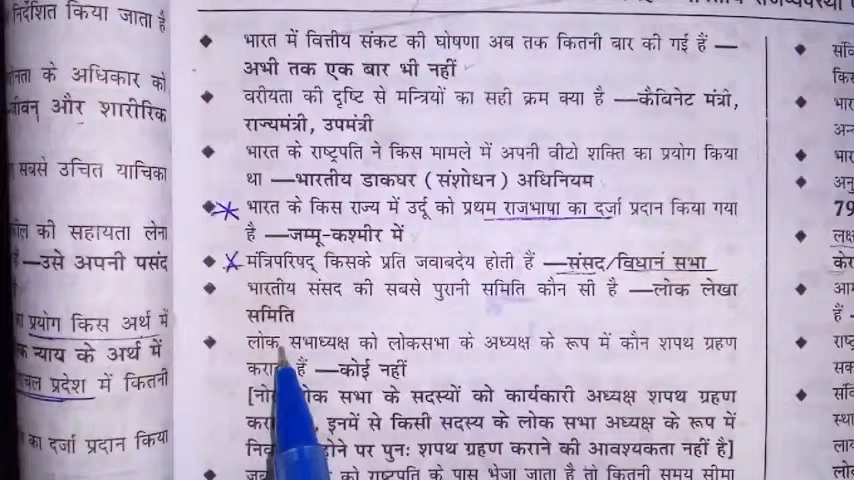 निर्देशित किया जाता है
के अधिकार को
और शारीरिक
सबसे उचित याचिका
की सहायता लेना
—उसे अपनी पसंद
प्रयोग किस अर्थ में
न्याय के अर्थ में
प्रदेश में कितनी
का दर्जा प्रदान किया
भारत में वित्तीय संकट की घोषणा अब तक कितनी बार की गई हैं —
अभी तक एक बार भी नहीं
वरीयता की दृष्टि से मन्त्रियों का सही क्रम क्या है —कैबिनेट मंत्री,
राज्यमंत्री, उपमंत्री
भारत के राष्ट्रपति ने किस मामले में अपनी वीटो शक्ति का प्रयोग किया
था —भारतीय डाकघर (संशोधन) अधिनियम
भारत के किस राज्य में उर्दू को प्रथम राजभाषा का दर्जा प्रदान किया गया
है —जम्मू-कश्मीर में
मंत्रिपरिषद् किसके प्रति जवाबदेय होती हैं —संसद/विधान सभा
भारतीय संसद की सबसे पुरानी समिति कौन सी है —लोक लेखा
समिति
लोक सभाध्यक्ष को लोकसभा के अध्यक्ष के रूप में कौन शपथ ग्रहण
हैं —कोई नहीं
लोक सभा के सदस्यों को कार्यकारी अध्यक्ष शपथ ग्रहण
इनमें से किसी सदस्य के लोक सभा अध्यक्ष के रूप में
होने पर पुनः शपथ ग्रहण कराने की आवश्यकता नहीं है]
को राष्ट्रपति के पास भेजा जाता है तो कितनी समय सीमा
79